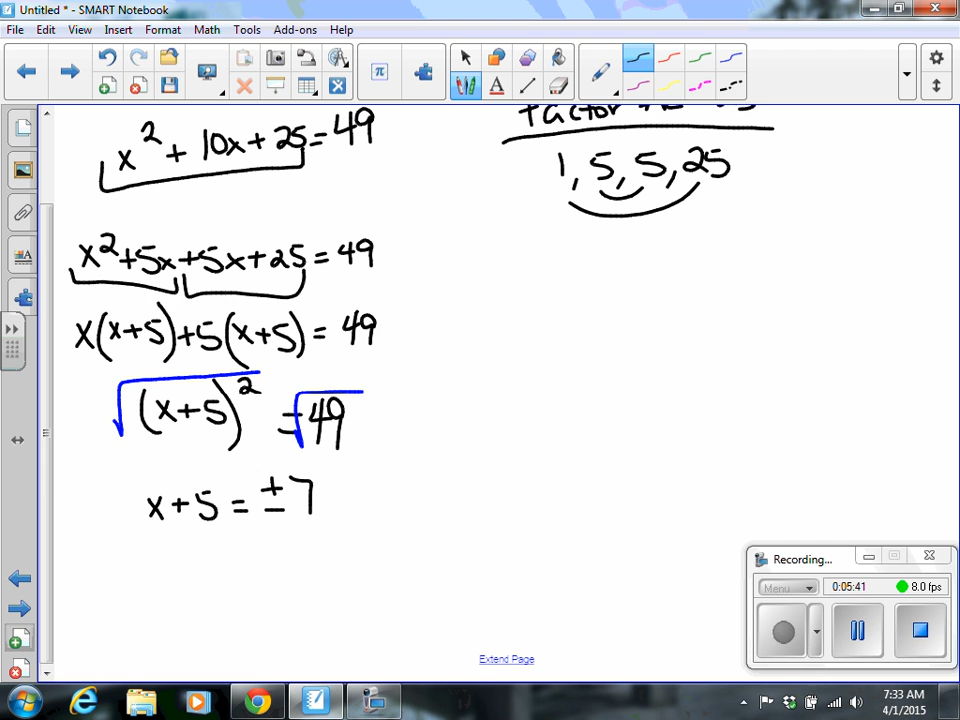 Untitled * - SMART Notebook
File Edit View Insert Format Math Tools Add-ons Help
x² + 10x + 25 = 49
factor
1, 5, 5, 25
x² + 5x + 5x + 25 = 49
x(x+5) + 5(x+5) = 49
√(x+5)² = √49
x + 5 = ± 7
Recording...
Menu
0:05:41
8.0 fps
Extend Page
7:33 AM
4/1/2015